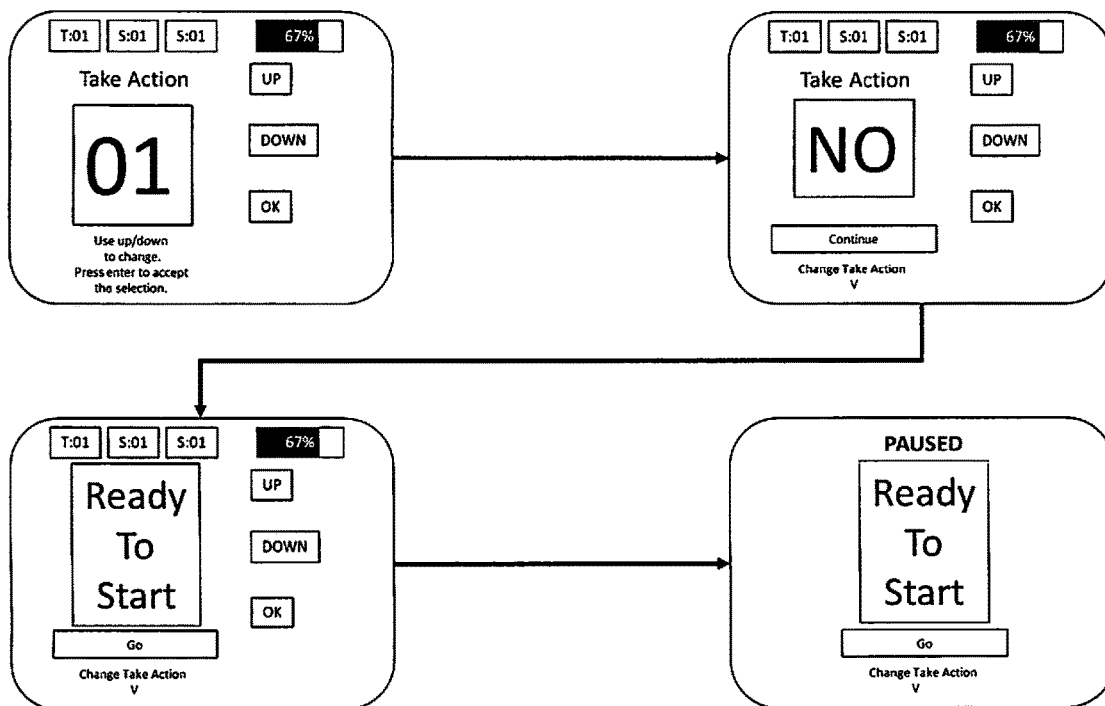 T:01 S:01 S:01 67%
Take Action
UP
01
DOWN
OK
Use up/down
to change.
Press enter to accept
the selection.
T:01 S:01 S:01 67%
Take Action
UP
NO
DOWN
OK
Continue
Change Take Action
V
T:01 S:01 S:01 67%
Ready
To
Start
UP
DOWN
OK
Go
Change Take Action
V
PAUSED
Ready
To
Start
Go
Change Take Action
V